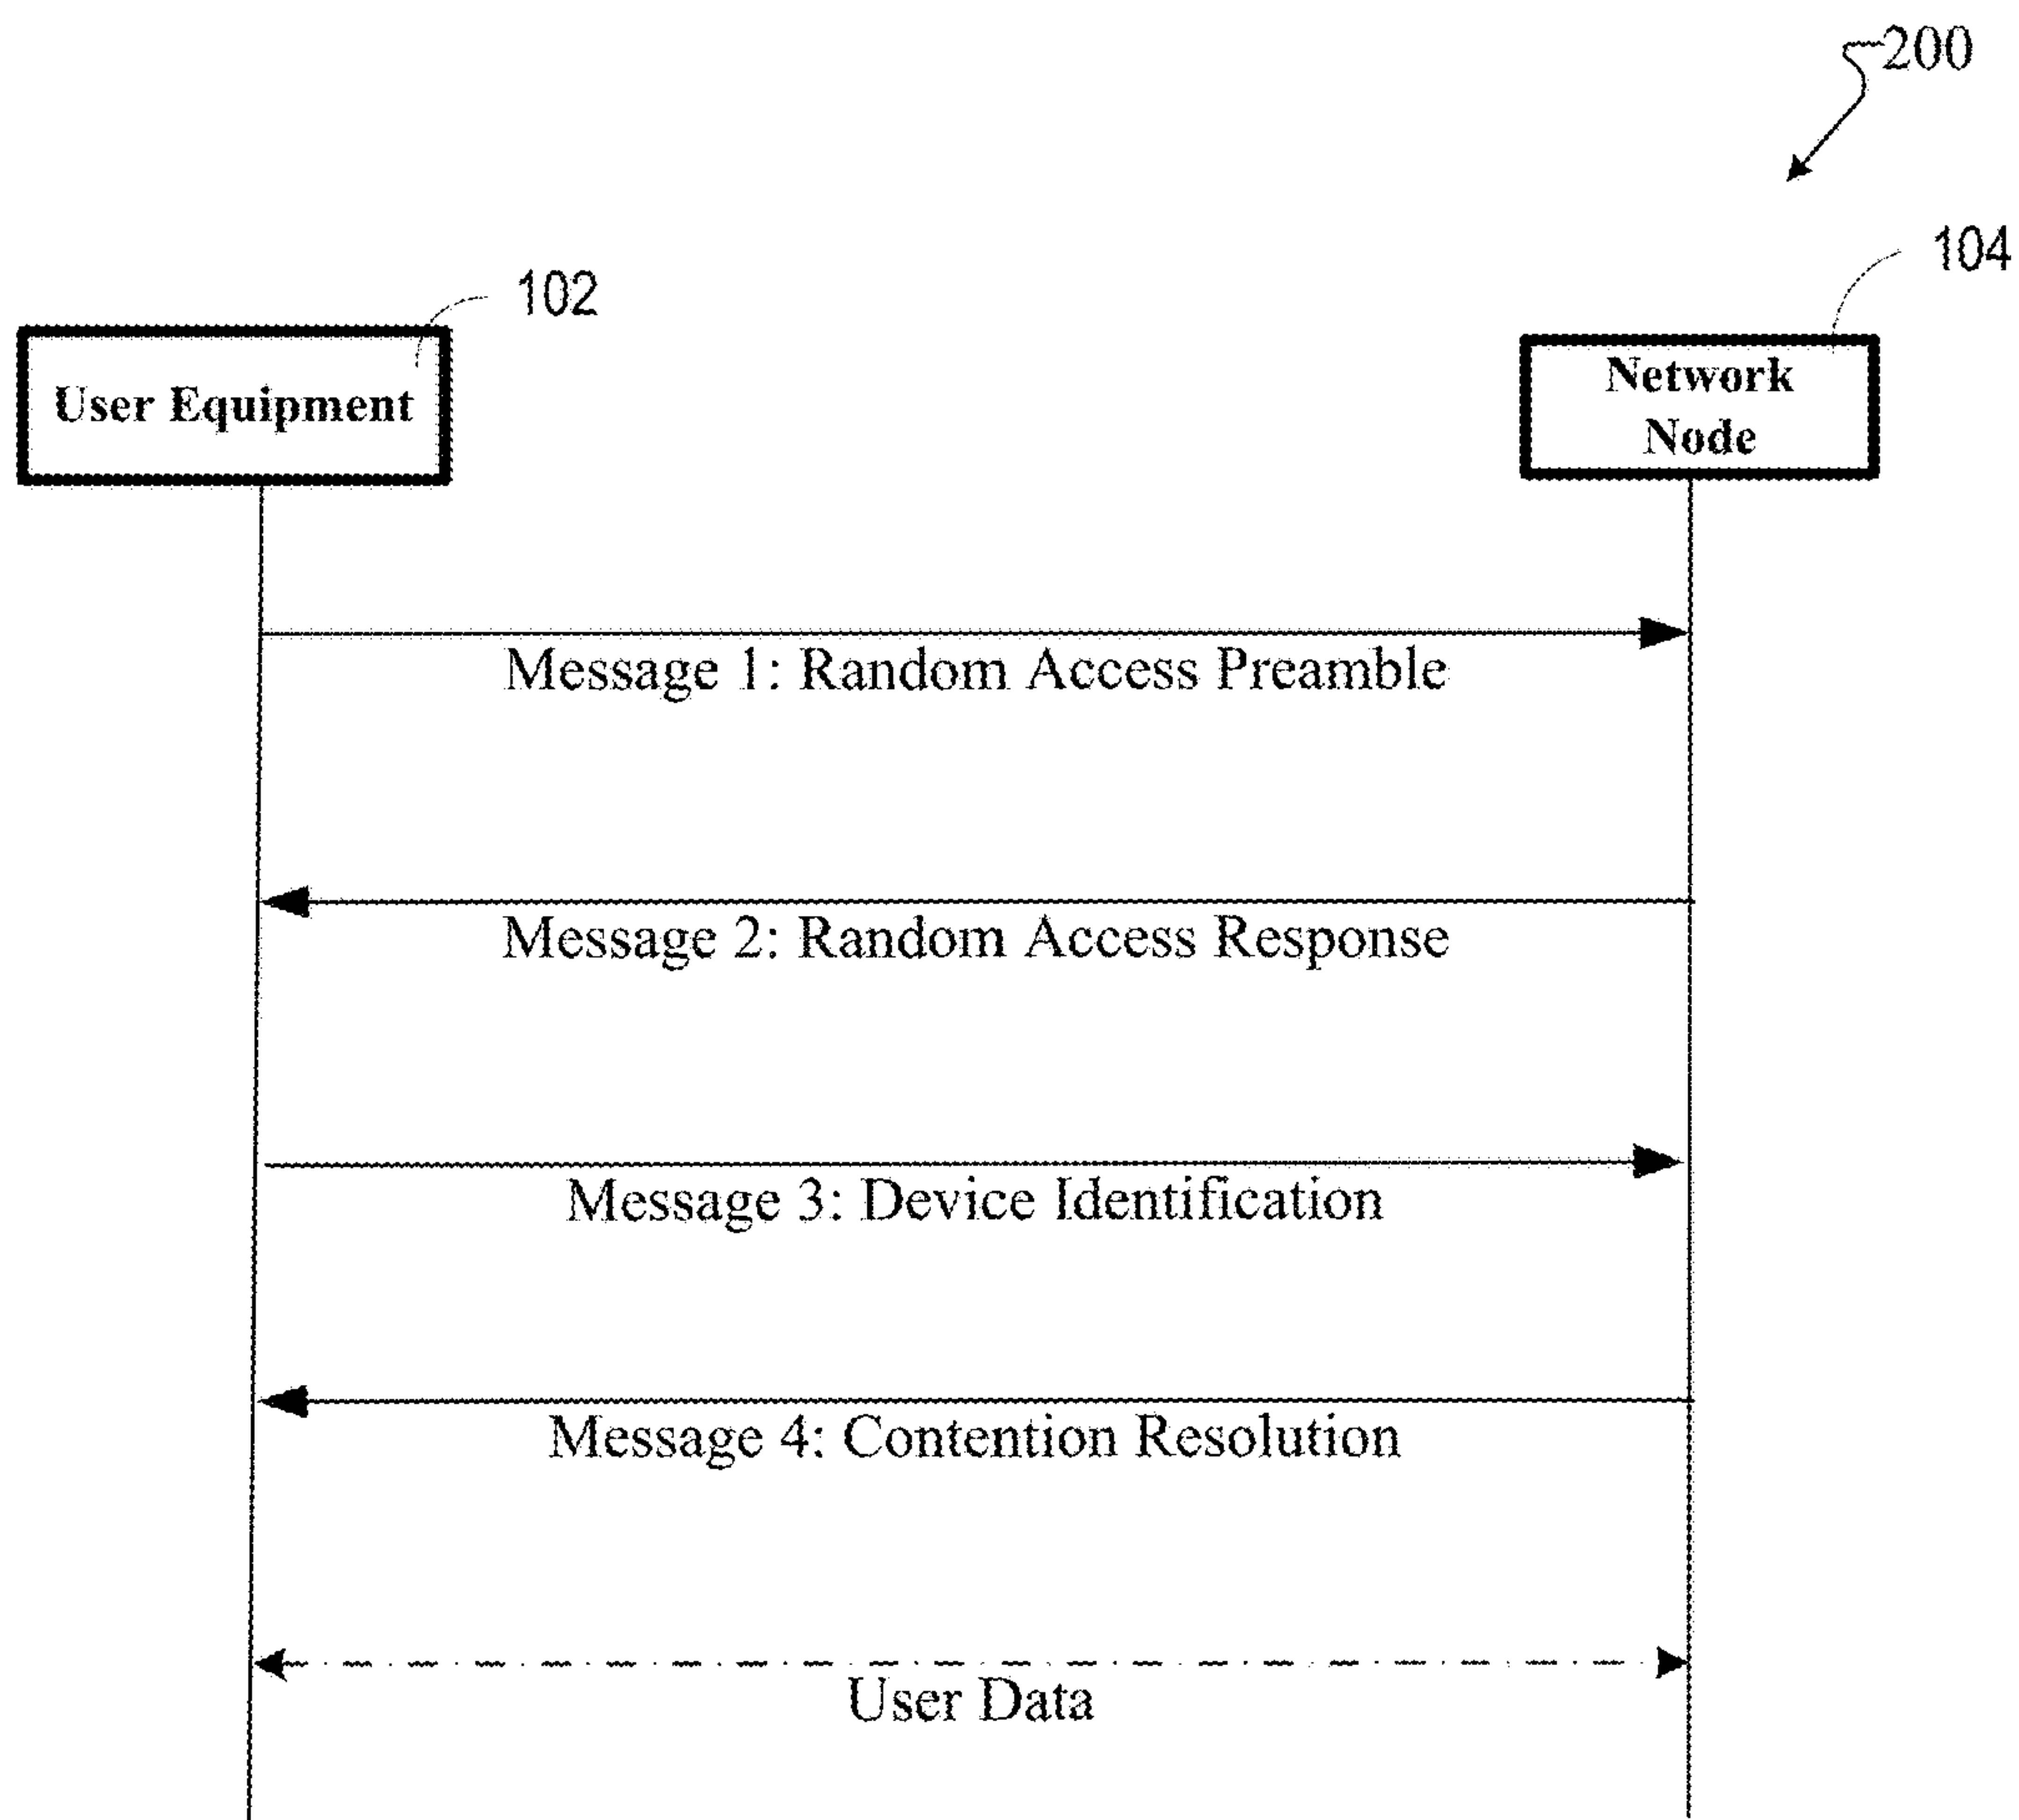 200
104
102
User Equipment
Network
Node
Message 1: Random Access Preamble
Message 2: Random Access Response
Message 3: Device Identification
Message 4: Contention Resolution
User Data